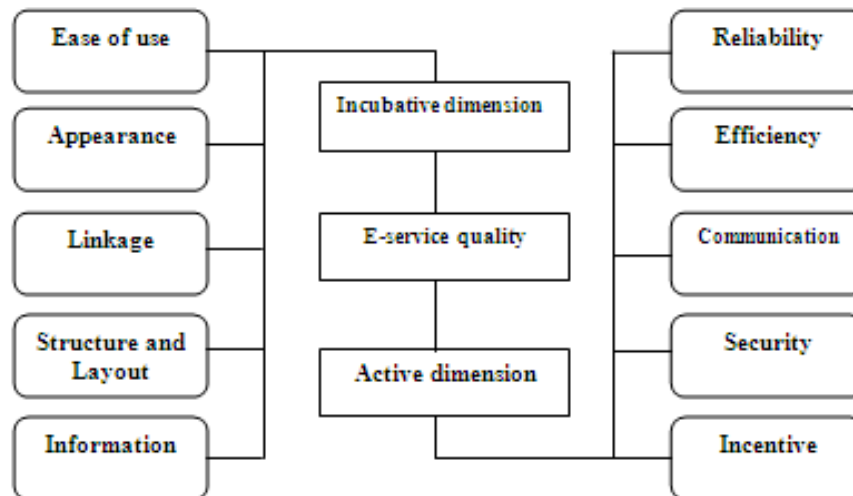 Ease of use
Appearance
Linkage
Structure and
Layout
Information
Incubative dimension
E-service quality
Active dimension
Reliability
Efficiency
Communication
Security
Incentive